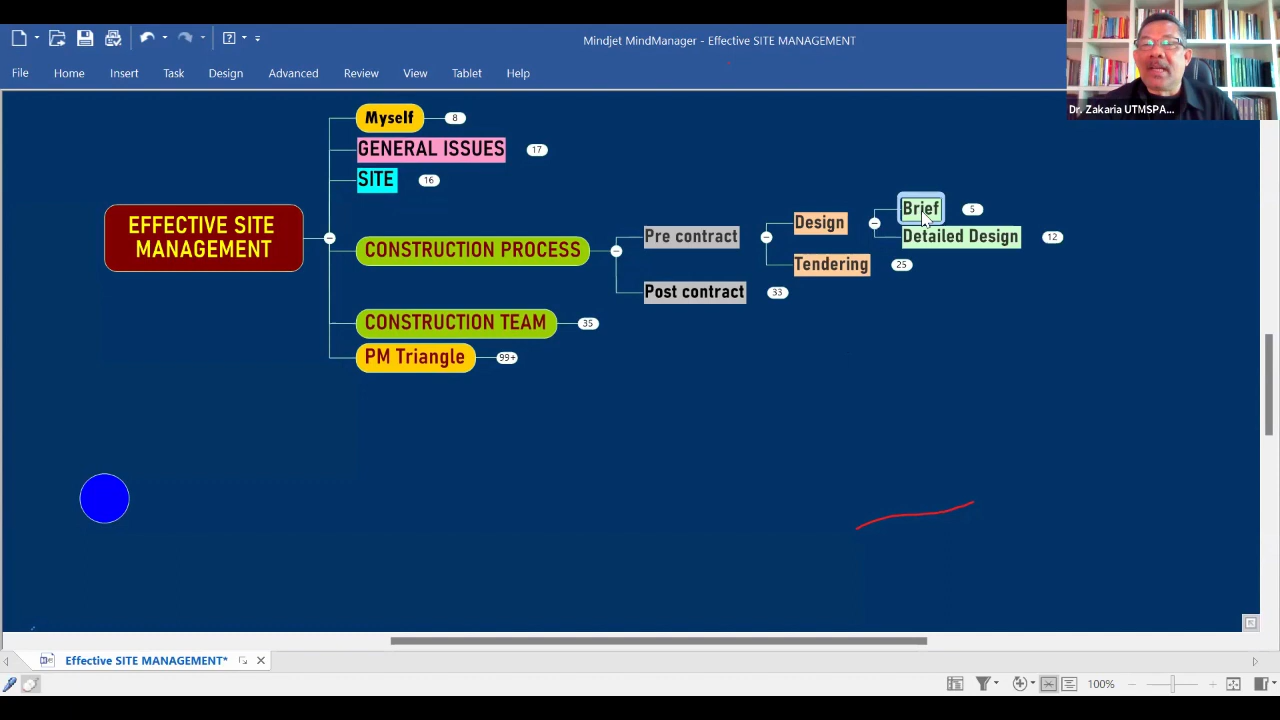 Mindjet MindManager - Effective SITE MANAGEMENT
File Home Insert Task Design Advanced Review View Tablet Help
Dr. Zakaria UTMSPA...
Myself 8
GENERAL ISSUES 17
SITE 16
EFFECTIVE SITE
MANAGEMENT
CONSTRUCTION PROCESS
Pre contract
Design
Brief 5
Detailed Design 12
Tendering 25
Post contract 33
CONSTRUCTION TEAM 35
PM Triangle 99+
Effective SITE MANAGEMENT*
100%